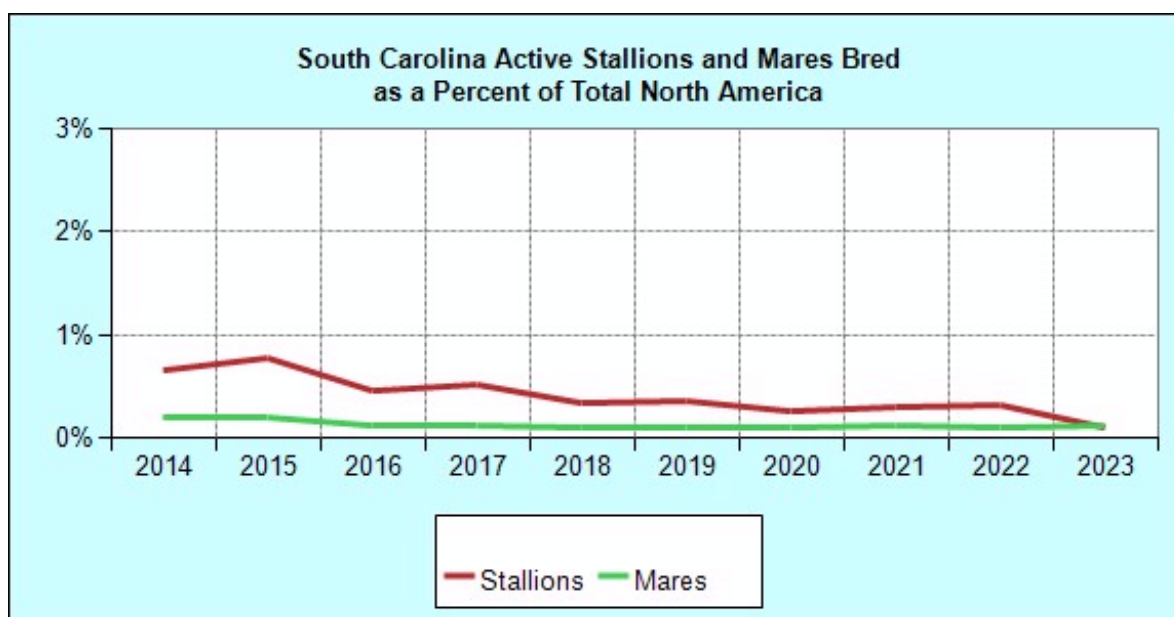 South Carolina Active Stallions and Mares Bred
as a Percent of Total North America
3%
2%
1%
0%
2014 2015 2016 2017 2018 2019 2020 2021 2022 2023
Stallions Mares